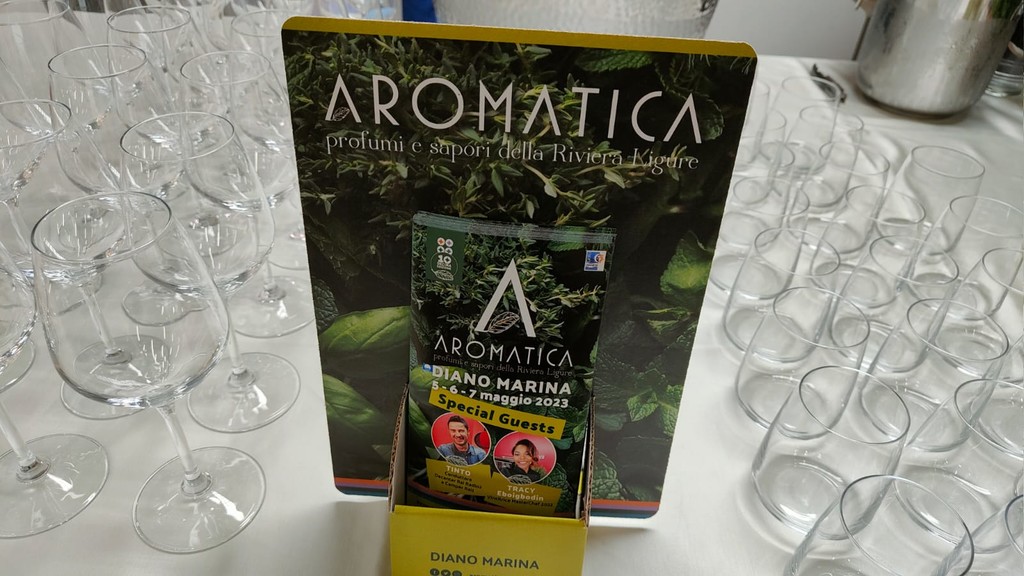 AROMATICA
profumi e sapori della Riviera Ligure
A
AROMATICA
profumi e sapori della Riviera Ligure
DIANO MARINA
5 - 6 - 7 maggio 2023
Special Guests
TINTO
TRACY
Eboigbodin
DIANO MARINA